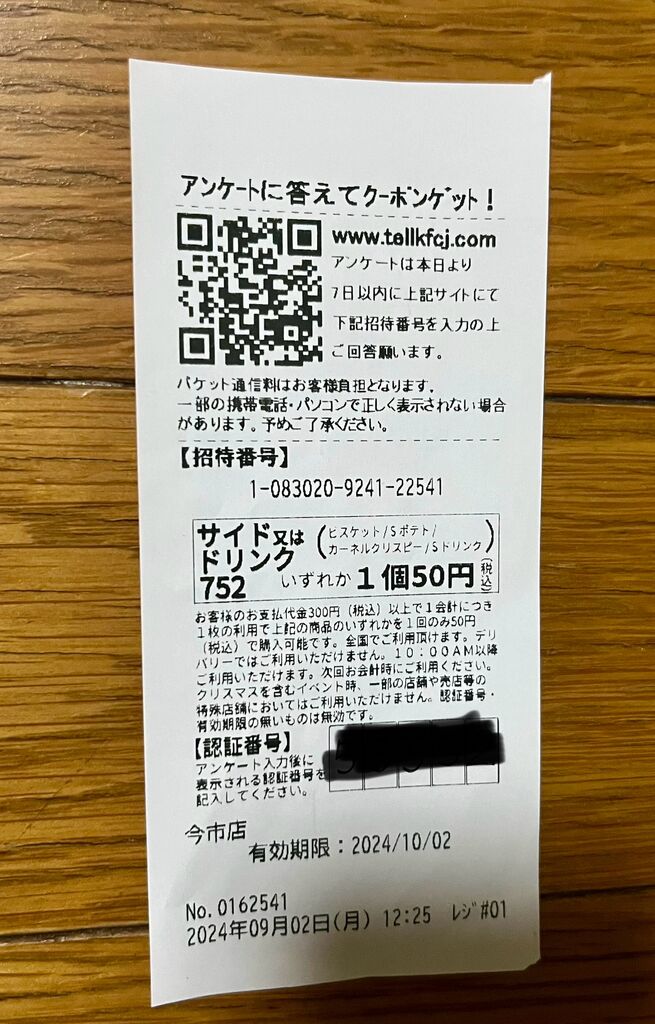 アンケートに答えてクーポンゲット！
www.tellkfcj.com
アンケートは本日より
7日以内に上記サイトにて
下記招待番号を入力の上
ご回答願います。
パケット通信料はお客様負担となります。
一部の携帯電話・パソコンで正しく表示されない場合
があります。予めご了承ください。
【招待番号】
1-083020-9241-22541
サイド又は
ドリンク
752
(ビスケット/Sポテト/
カーネルクリスピー/Sドリンク)
いずれか１個50円(税込)
お客様のお支払代金300円（税込）以上で１会計につき
１枚の利用で上記の商品のいずれかを１回のみ50円
（税込）で購入可能です。全国でご利用頂けます。デリ
バリーではご利用いただけません。１０：００ＡＭ以降
ご利用いただけます。次回お会計時にご利用ください。
クリスマスを含むイベント時、一部の店舗や売店等の
特殊店舗においてはご利用いただけません。認証番号・
有効期限の無いものは無効です。
【認証番号】
アンケート入力後に
表示される認証番号を
記入してください。
今市店
有効期限：2024/10/02
No. 0162541
2024年09月02日(月) 12:25 ﾚｼﾞ#01